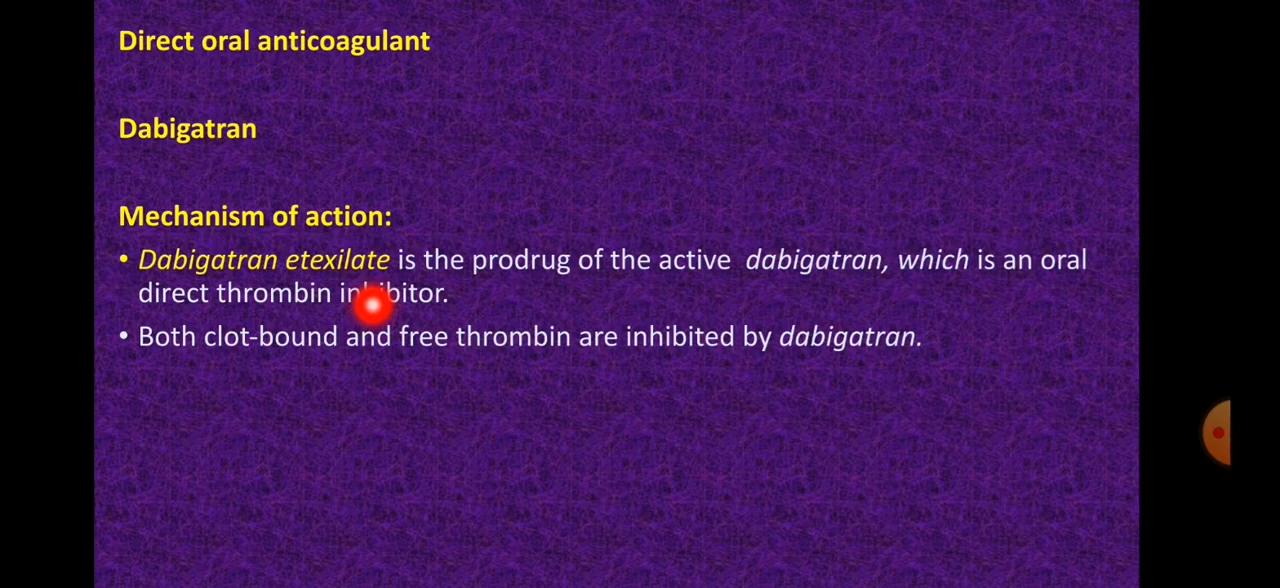 Direct oral anticoagulant
Dabigatran
Mechanism of action:
• Dabigatran etexilate is the prodrug of the active dabigatran, which is an oral
direct thrombin inhibitor.
• Both clot-bound and free thrombin are inhibited by dabigatran.